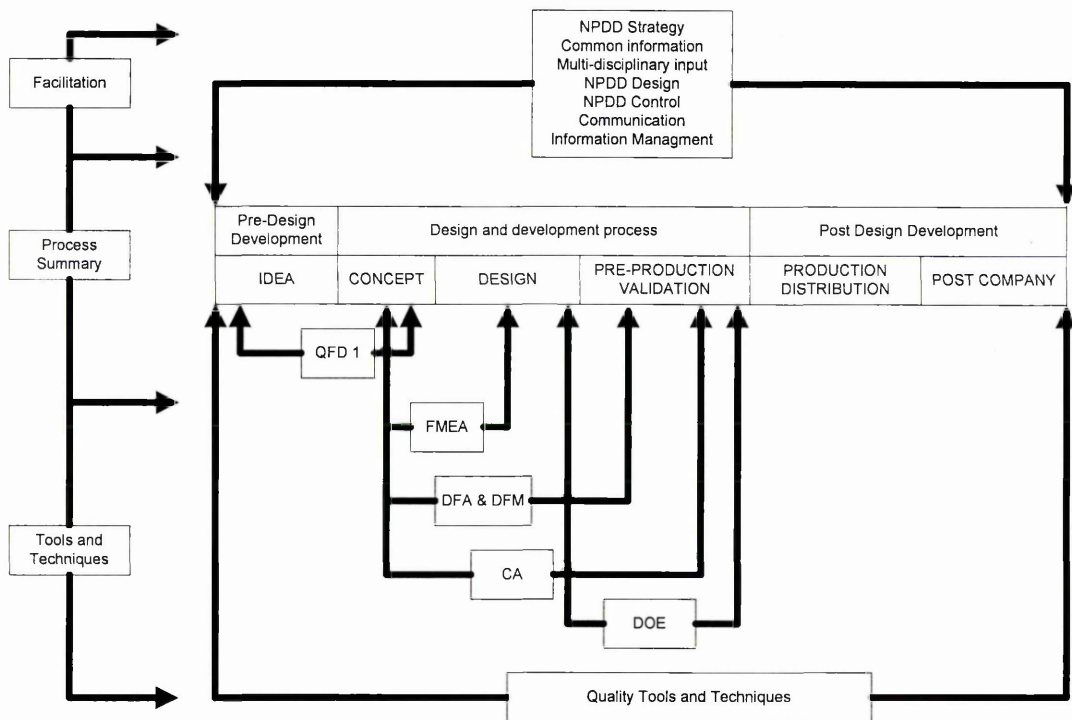 NPDD Strategy
Common information
Multi-disciplinary input
NPDD Design
NPDD Control
Communication
Information Managment
Facilitation
Process
Summary
Pre-Design
Development
Design and development process
Post Design Development
IDEA
CONCEPT
DESIGN
PRE-PRODUCTION
VALIDATION
PRODUCTION
DISTRIBUTION
POST COMPANY
QFD 1
FMEA
DFA & DFM
Tools and
Techniques
CA
DOE
Quality Tools and Techniques